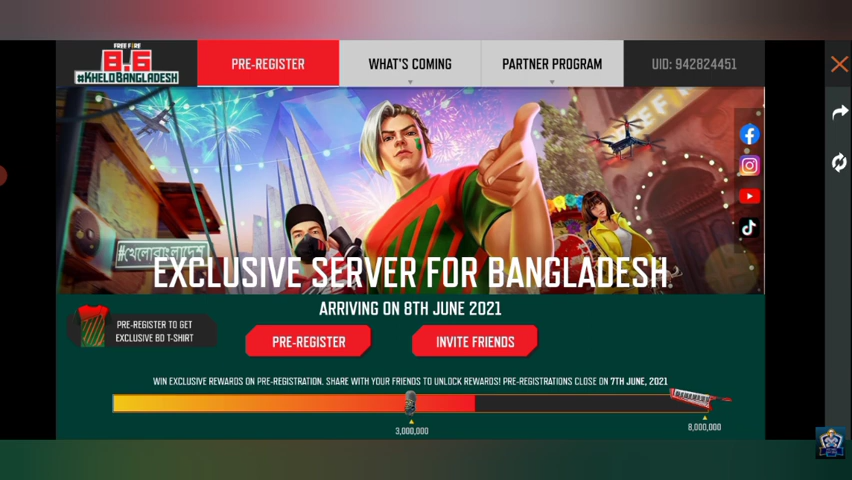 FREE FIRE
8.6
#KHELOBANGLADESH
PRE-REGISTER
WHAT'S COMING
PARTNER PROGRAM
UID: 942824451
#খেলোবাংলাদেশ
EXCLUSIVE SERVER FOR BANGLADESH
ARRIVING ON 8TH JUNE 2021
PRE-REGISTER TO GET
EXCLUSIVE BD T-SHIRT
PRE-REGISTER
INVITE FRIENDS
WIN EXCLUSIVE REWARDS ON PRE-REGISTRATION. SHARE WITH YOUR FRIENDS TO UNLOCK REWARDS! PRE-REGISTRATIONS CLOSE ON 7TH JUNE, 2021
3,000,000
8,000,000